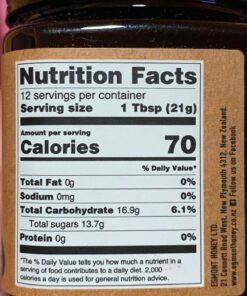 Nutrition Facts
12 servings per container
Serving size 1 Tbsp (21g)
Amount per serving
Calories 70
% Daily Value*
Total Fat 0g 0%
Sodium 0mg 0%
Total Carbohydrate 16.9g 6.1%
Total sugars 13.7g
Protein 0g 0%
*The % Daily Value tells you how much a nutrient in a
serving of food contributes to a daily diet. 2,000
calories a day is used for general nutrition advice.
EGMONT HONEY LTD.
21 Longest Road West, New Plymouth 4312, New Zealand.
www.egmonthoney.co.nz Follow us on Facebook